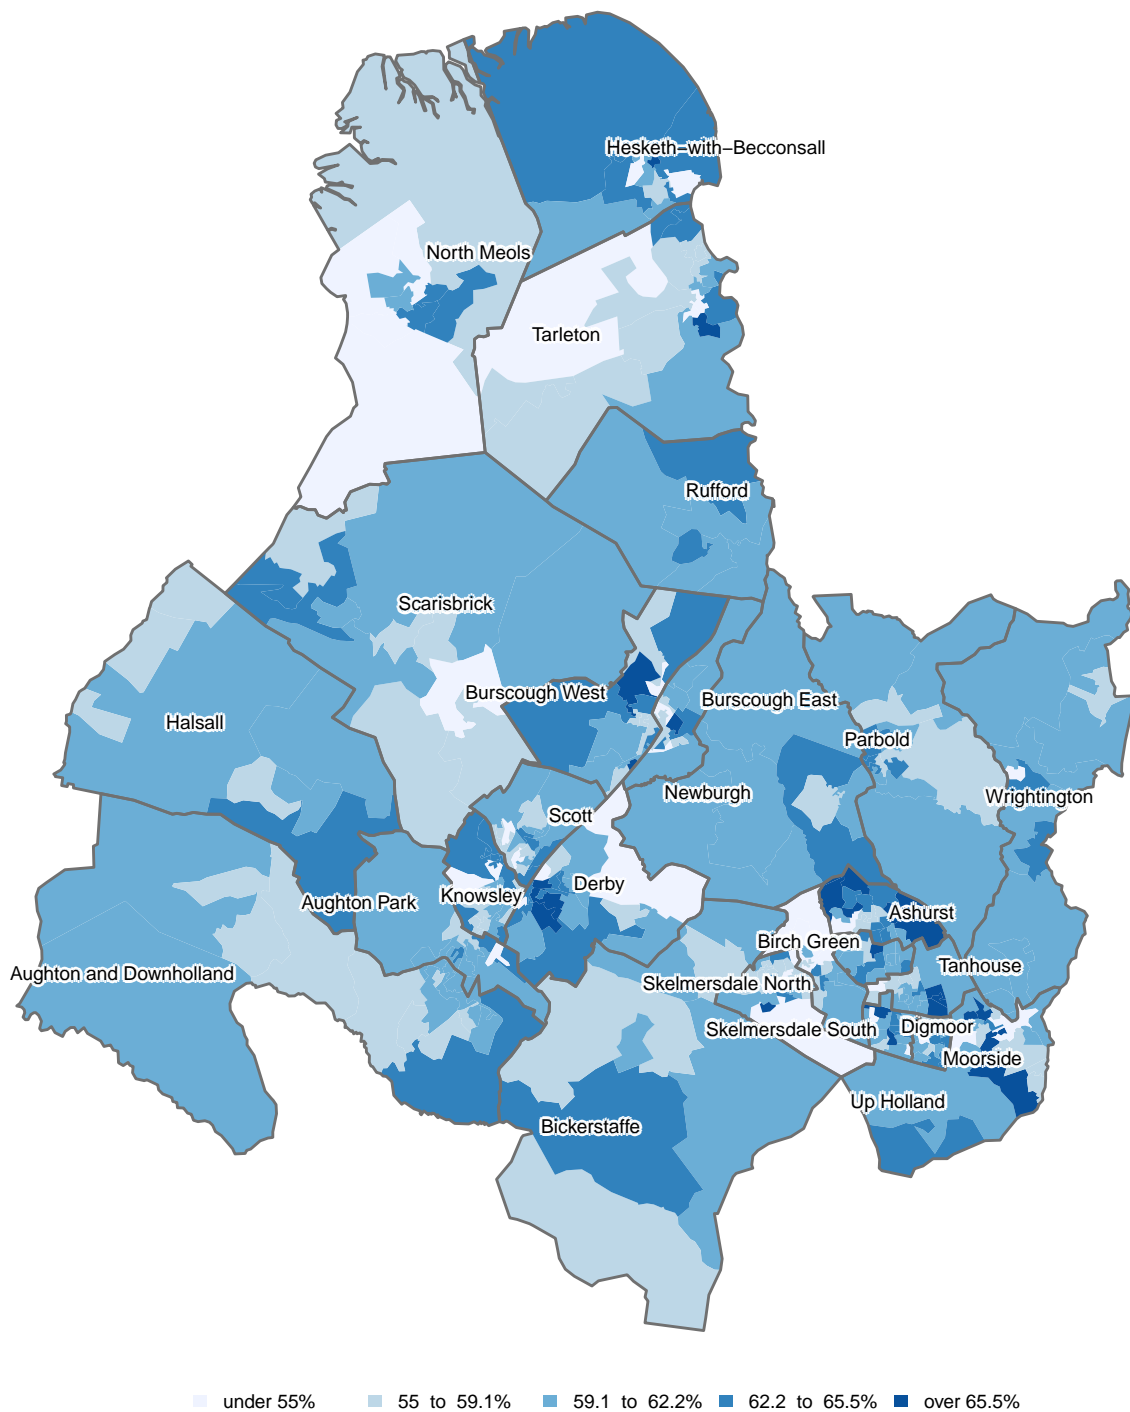 Hesketh−with−Becconsall
North Meols
Tarleton
Rufford
Scarisbrick
Burscough West
Burscough East
Halsall
Parbold
Newburgh
Wrightington
Scott
Derby
Knowsley
Aughton Park
Ashurst
Birch Green
Tanhouse
Aughton and Downholland
Skelmersdale North
Skelmersdale South
Digmoor
Moorside
Up Holland
Bickerstaffe
under 55% 55 to 59.1% 59.1 to 62.2% 62.2 to 65.5% over 65.5%